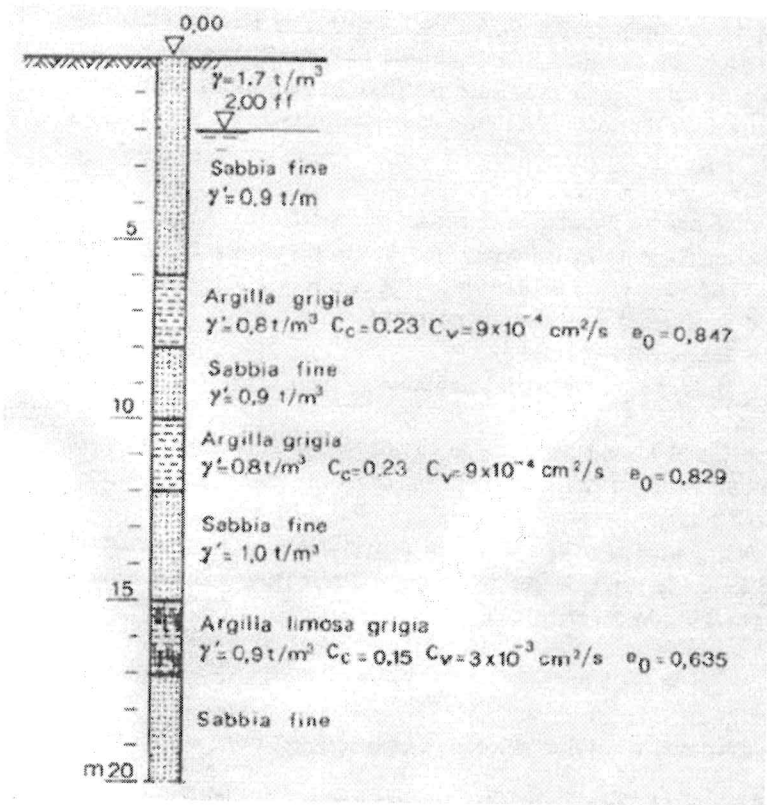 0,00
γ=1.7 t/m³
2,00 ff
Sabbia fine
γ'=0,9 t/m
5
Argilla grigia
γ'=0,8t/m³ Cc=0.23 Cv=9x10⁻⁴ cm²/s e₀=0,847
Sabbia fine
γ'=0,9 t/m³
10
Argilla grigia
γ'=0,8t/m³ Cc=0,23 Cv=9x10⁻⁴ cm²/s e₀=0,829
Sabbia fine
γ'=1,0 t/m³
15
Argilla limosa grigia
γ'=0,9t/m³ Cc=0,15 Cv=3x10⁻³ cm²/s e₀=0,635
Sabbia fine
m20